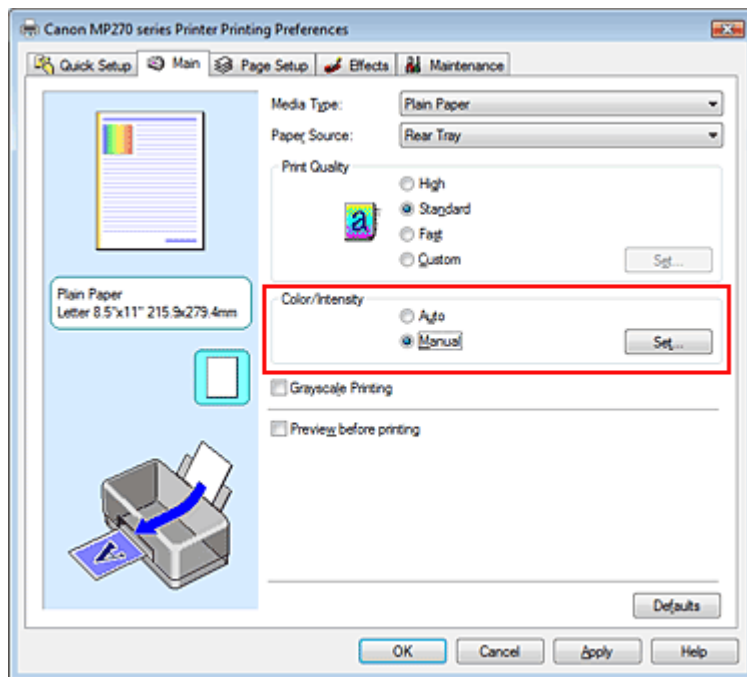 Canon MP270 series Printer Printing Preferences
Quick Setup Main Page Setup Effects Maintenance
Media Type: Plain Paper
Paper Source: Rear Tray
Print Quality
High
Standard
Fast
Custom Set...
Plain Paper
Letter 8.5"x11" 215.9x279.4mm
Color/Intensity
Auto
Manual Set...
Grayscale Printing
Preview before printing
Defaults
OK Cancel Apply Help